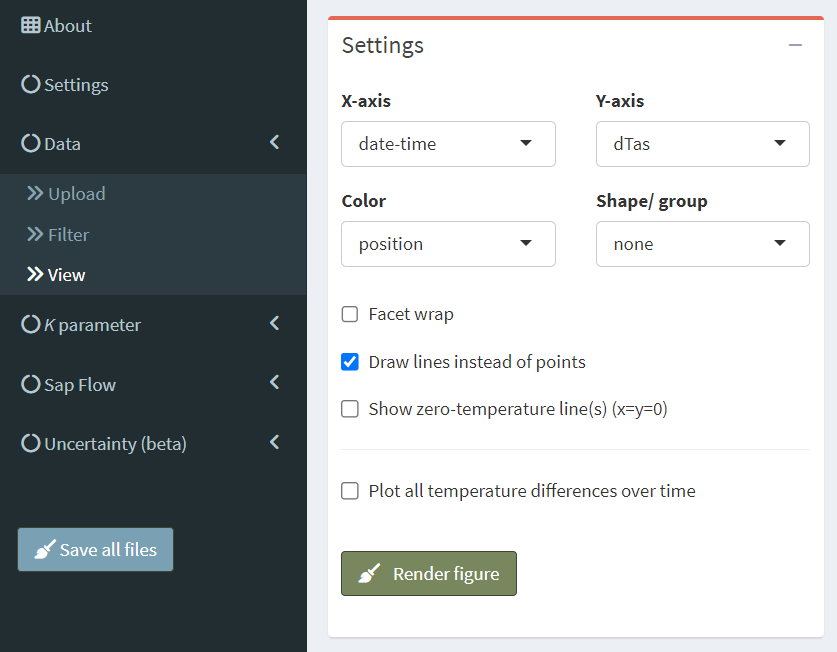 About
Settings
Data
Upload
Filter
View
K parameter
Sap Flow
Uncertainty (beta)
Save all files
Settings
X-axis
Y-axis
date-time
dTas
Color
Shape/ group
position
none
Facet wrap
Draw lines instead of points
Show zero-temperature line(s) (x=y=0)
Plot all temperature differences over time
Render figure